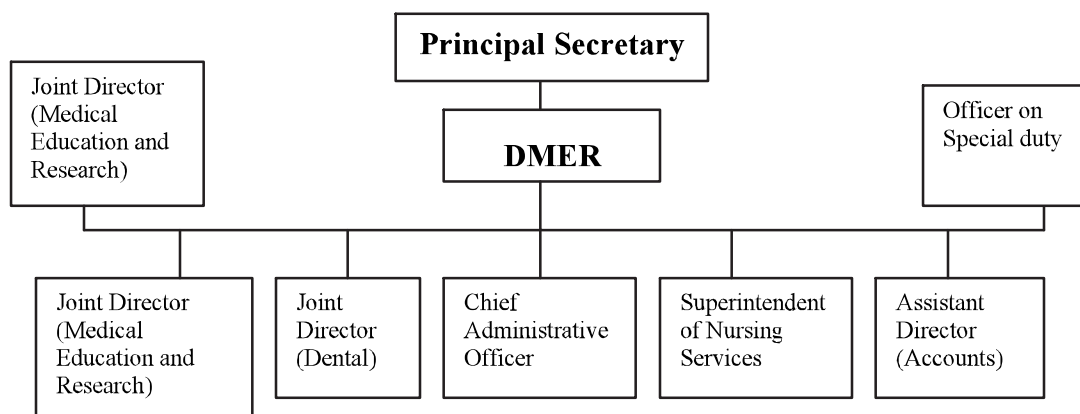 Principal Secretary
Joint Director
(Medical
Education and
Research)
DMER
Officer on
Special duty
Joint Director
(Medical
Education and
Research)
Joint
Director
(Dental)
Chief
Administrative
Officer
Superintendent
of Nursing
Services
Assistant
Director
(Accounts)